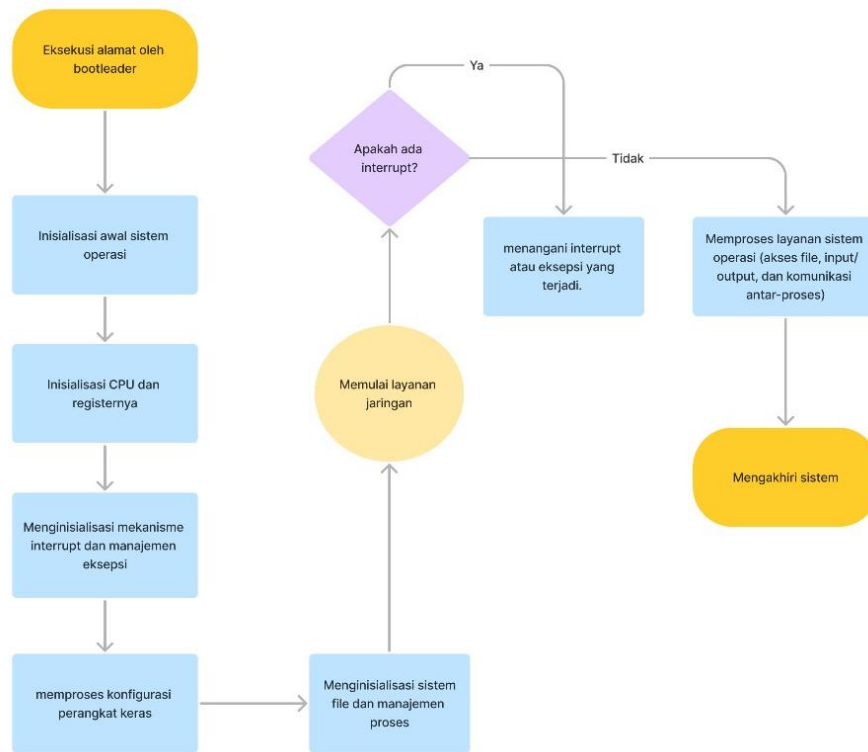 Eksekusi alamat oleh
bootleader
Inisialisasi awal sistem
operasi
Inisialisasi CPU dan
registernya
Menginisialisasi mekanisme
interrupt dan manajemen
eksepsi
memproses konfigurasi
perangkat keras
Menginisialisasi sistem
file dan manajemen
proses
Memulai layanan
jaringan
Apakah ada
interrupt?
Ya
menangani interrupt
atau eksepsi yang
terjadi.
Tidak
Memproses layanan sistem
operasi (akses file, input/
output, dan komunikasi
antar-proses)
Mengakhiri sistem